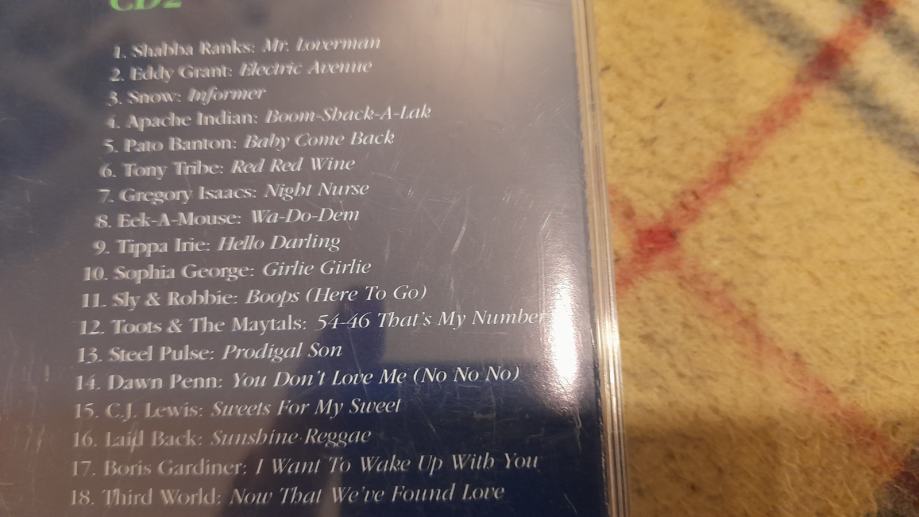 CD2
1. Shabba Ranks: Mr. Loverman
2. Eddy Grant: Electric Avenue
3. Snow: Informer
4. Apache Indian: Boom-Shack-A-Lak
5. Pato Banton: Baby Come Back
6. Tony Tribe: Red Red Wine
7. Gregory Isaacs: Night Nurse
8. Eek-A-Mouse: Wa-Do-Dem
9. Tippa Irie: Hello Darling
10. Sophia George: Girlie Girlie
11. Sly & Robbie: Boops (Here To Go)
12. Toots & The Maytals: 54-46 That's My Number
13. Steel Pulse: Prodigal Son
14. Dawn Penn: You Don't Love Me (No No No)
15. C.J. Lewis: Sweets For My Sweet
16. Laid Back: Sunshine Reggae
17. Boris Gardiner: I Want To Wake Up With You
18. Third World: Now That We've Found Love